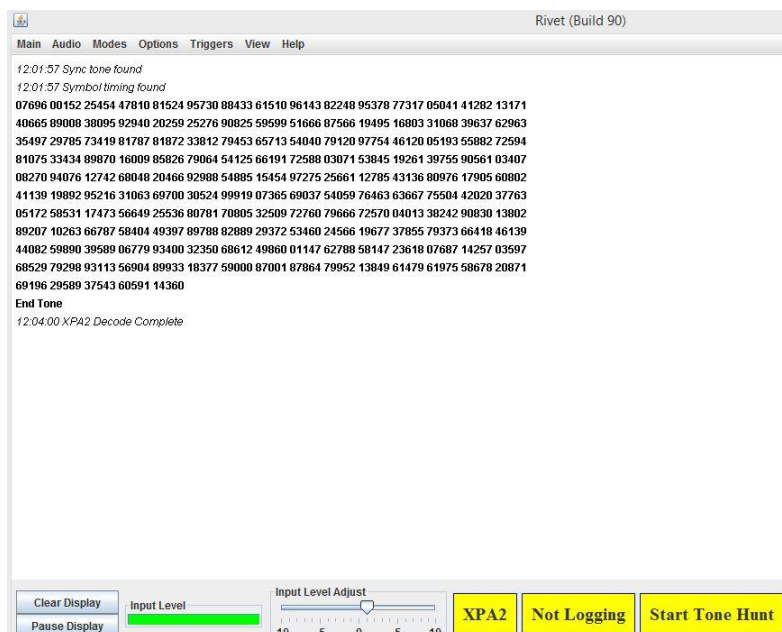 Rivet (Build 90)
Main Audio Modes Options Triggers View Help
12:01:57 Sync tone found
12:01:57 Symbol timing found
07696 00152 25454 47810 81524 95730 88433 61510 96143 82248 95378 77317 05041 41282 13171
40665 89008 38095 92940 20259 25276 90825 59599 51666 87566 19495 16803 31068 39637 62963
35497 29785 73419 81787 81872 33812 79453 65713 54040 79120 97754 46120 05193 55882 72594
81075 33434 89870 16009 85826 79064 54125 66191 72588 03071 53845 19261 39755 90561 03407
08270 94076 12742 68048 20466 92988 54885 15454 97275 25661 12785 43136 80976 17905 60802
41139 19892 95216 31063 69700 30524 99919 07365 69037 54059 76463 63667 75504 42020 37763
05172 58531 17473 56649 25536 80781 70805 32509 72760 79666 72570 04013 38242 90830 13802
89207 10263 66787 58404 49397 89788 82889 29372 53460 24566 19677 37855 79373 66418 46139
44082 59890 39589 06779 93400 32350 68612 49860 01147 62788 58147 23618 07687 14257 03597
68529 79298 93113 56904 89933 18377 59000 87001 87864 79952 13849 61479 61975 58678 20871
69196 29589 37543 60591 14360
End Tone
12:04:00 XPA2 Decode Complete
Clear Display
Pause Display
Input Level
Input Level Adjust
-10 -5 0 5 10
XPA2
Not Logging
Start Tone Hunt